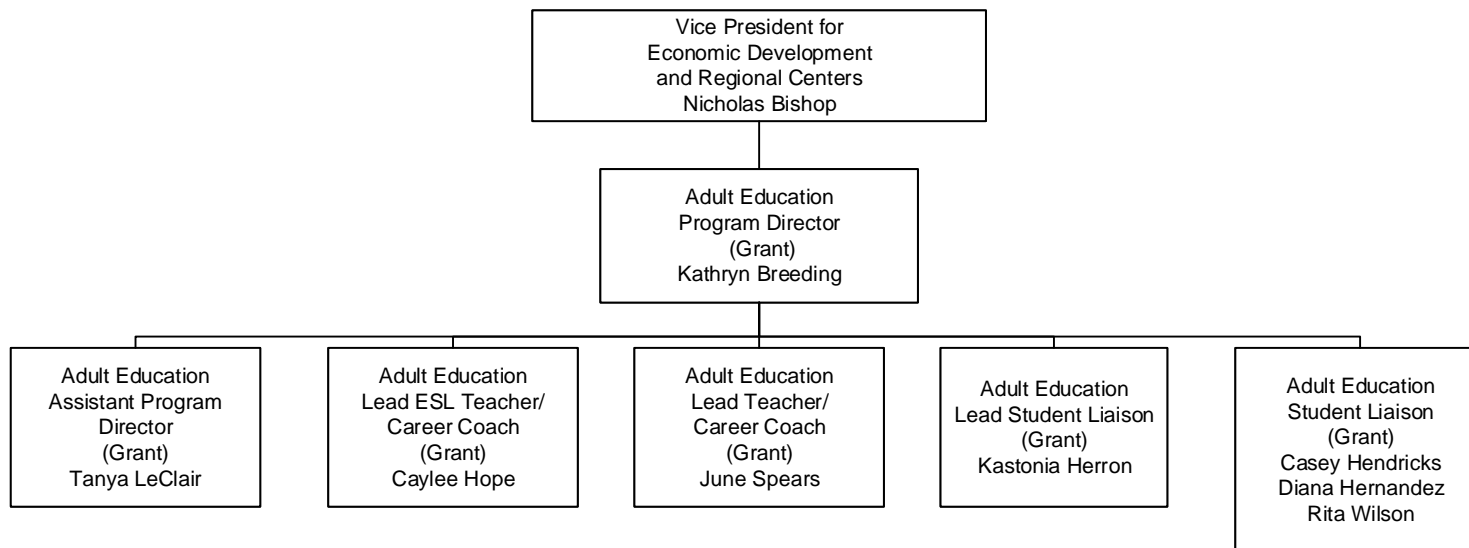 Vice President for
Economic Development
and Regional Centers
Nicholas Bishop
Adult Education
Program Director
(Grant)
Kathryn Breeding
Adult Education
Assistant Program
Director
(Grant)
Tanya LeClair
Adult Education
Lead ESL Teacher/
Career Coach
(Grant)
Caylee Hope
Adult Education
Lead Teacher/
Career Coach
(Grant)
June Spears
Adult Education
Lead Student Liaison
(Grant)
Kastonia Herron
Adult Education
Student Liaison
(Grant)
Casey Hendricks
Diana Hernandez
Rita Wilson